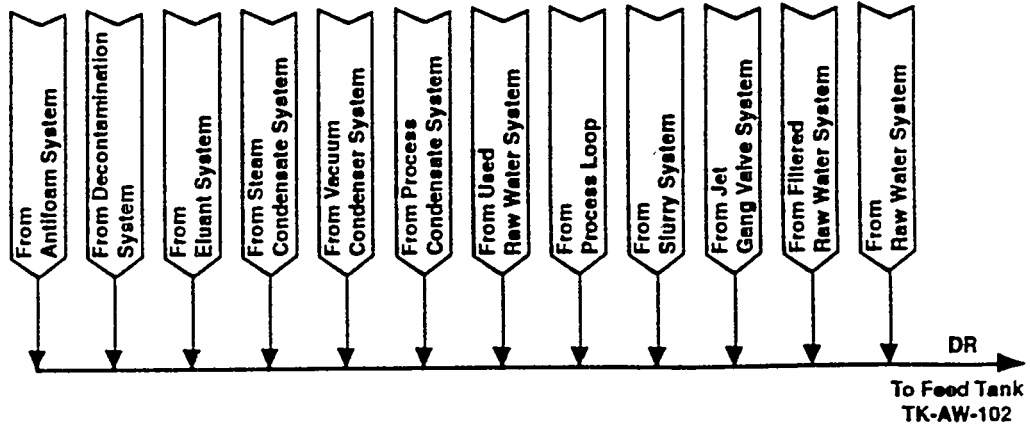 From
Antifoam System
From Decontamination
System
From
Eluant System
From Steam
Condensate System
From Vacuum
Condenser System
From Process
Condensate System
From Used
Raw Water System
From
Process Loop
From
Slurry System
From Jet
Gang Valve System
From Filtered
Raw Water System
From
Raw Water System
DR
To Feed Tank
TK-AW-102